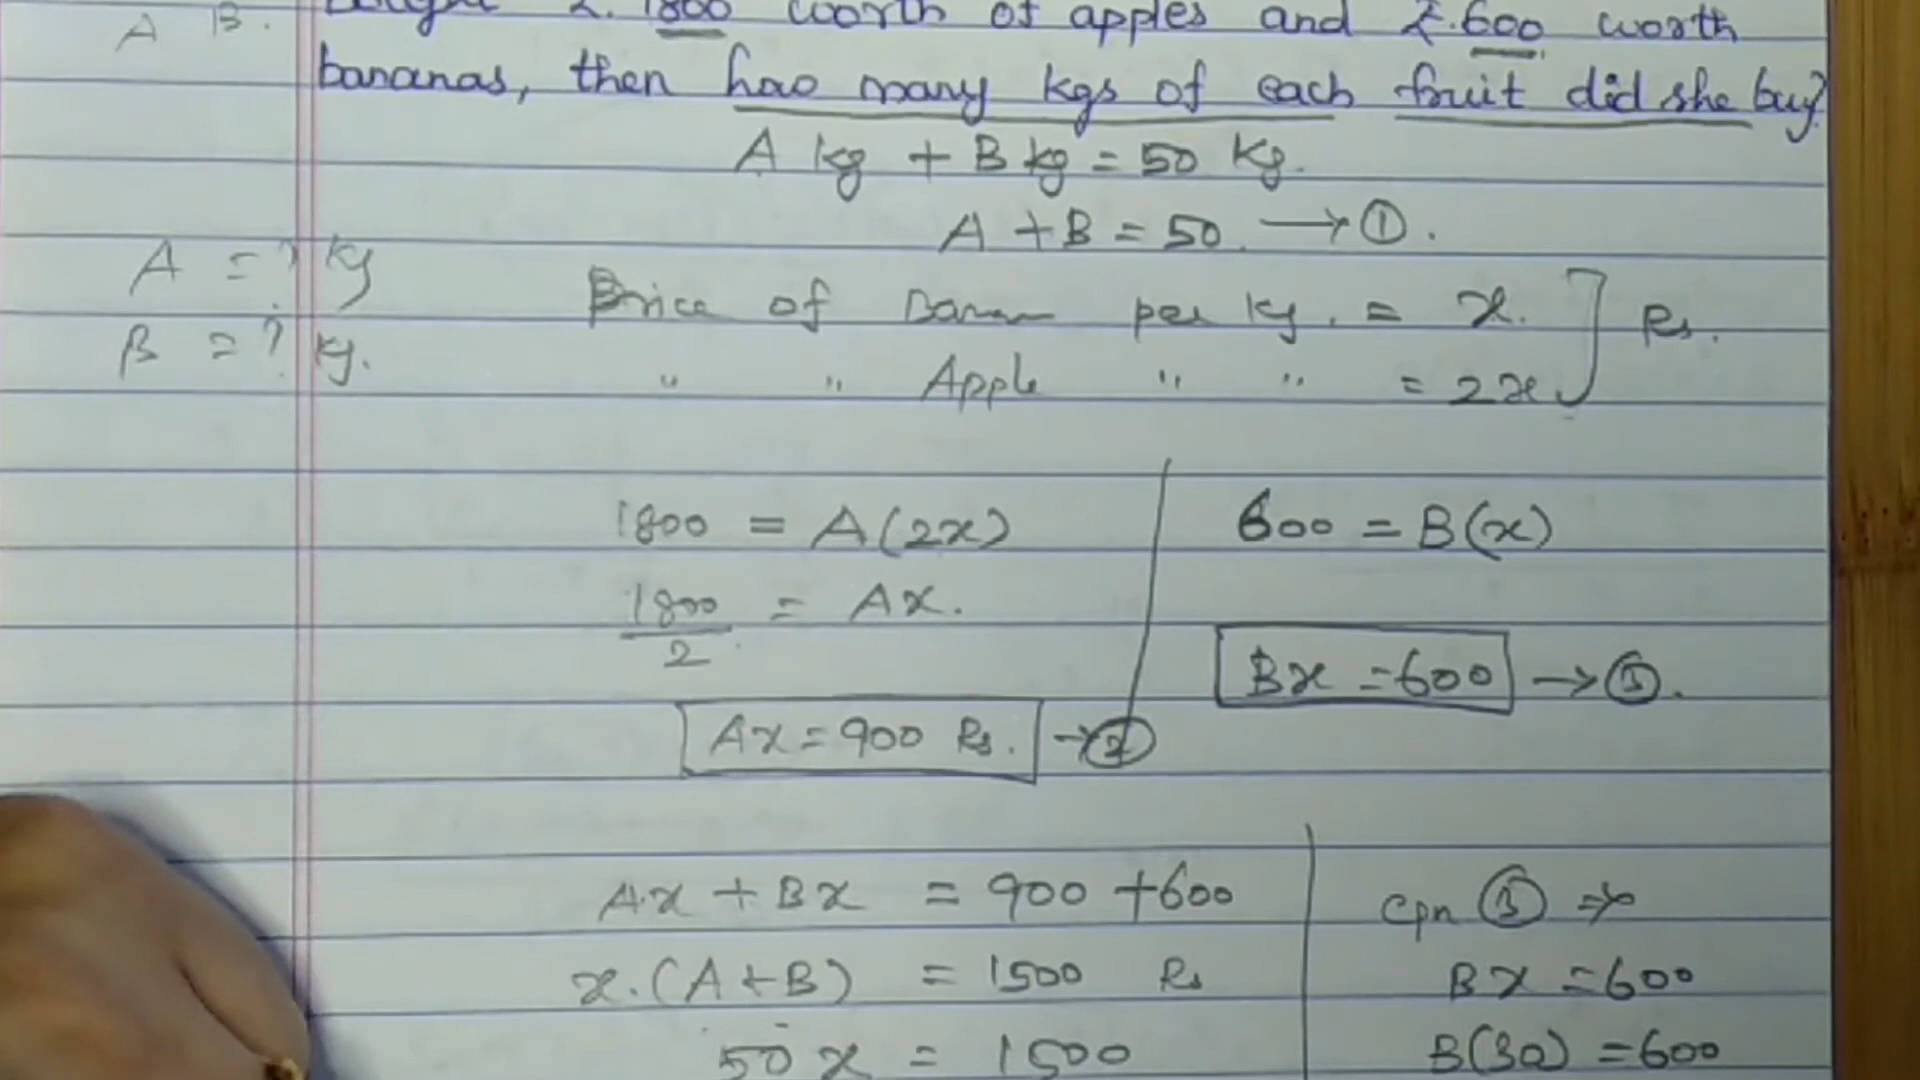 A B. bought ₹.1800 worth of apples and ₹.600 worth
bananas, then how many kgs of each fruit did she buy?
A kg + B kg = 50 kg.
A + B = 50. → ①.
A = ? kg
B = ? kg.
Price of Banan per kg. = x.
" " Apple " " = 2x
Rs.
1800 = A(2x)
1800/2 = Ax.
Ax = 900 Rs. → ②
600 = B(x)
Bx = 600 → ③.
Ax + Bx = 900 + 600
x.(A+B) = 1500 Rs
50 x = 1500
③ ⇒
Bx = 600
B(30) = 600